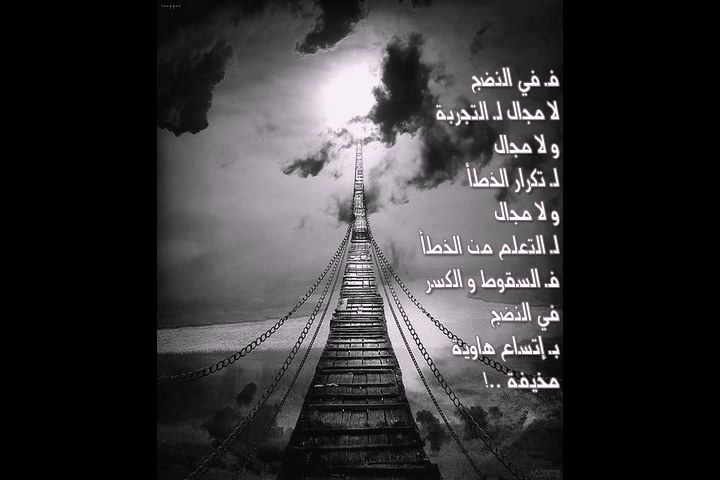 فـ في النضج
لا مجال لـ التجربة
و لا مجال
لـ تكرار الخطأ
و لا مجال
لـ التعلم من الخطأ
فـ السقوط و الكسر
في النضج
بـ إتساع هاوية
مخيفة ..!